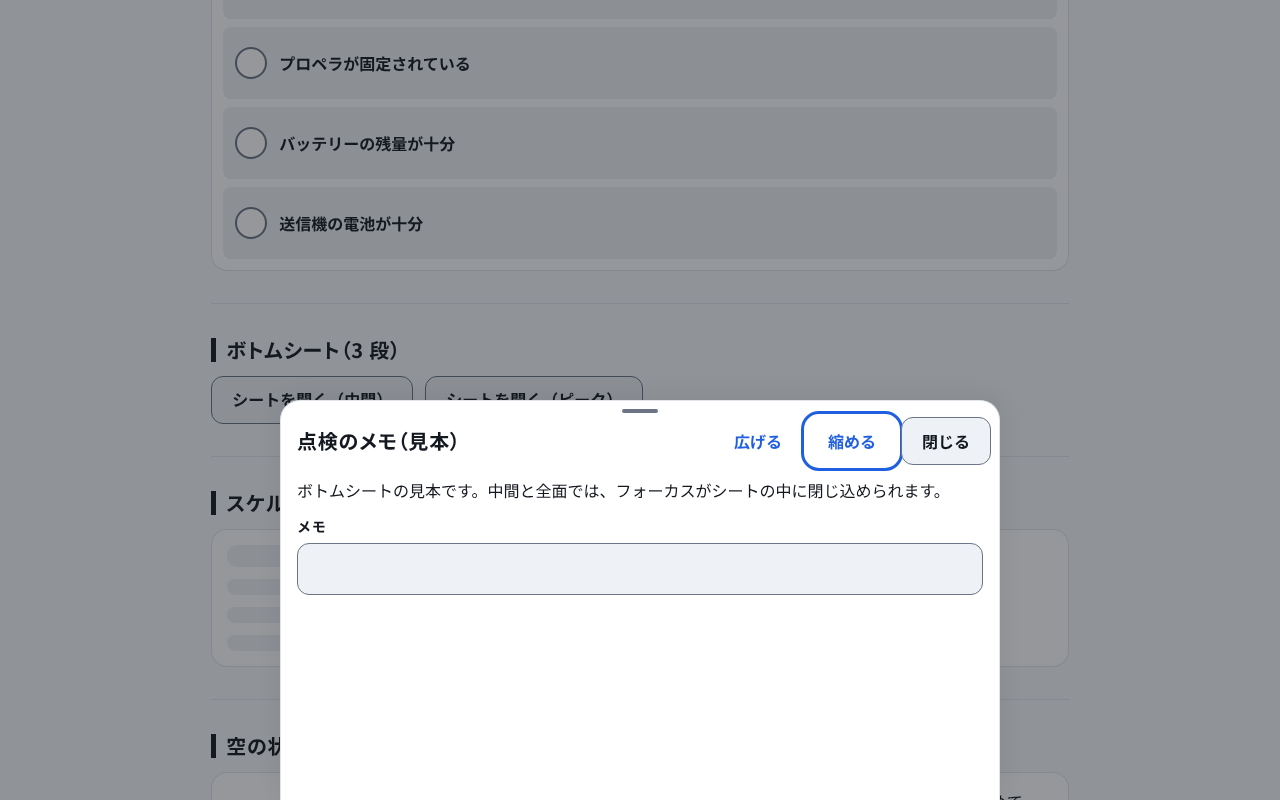 プロペラが固定されている
バッテリーの残量が十分
送信機の電池が十分
ボトムシート（3 段）
シートを開く（中間） シートを開く（ピーク）
点検のメモ（見本） 広げる 縮める 閉じる
ボトムシートの見本です。中間と全面では、フォーカスがシートの中に閉じ込められます。
メモ
スケル
空の状